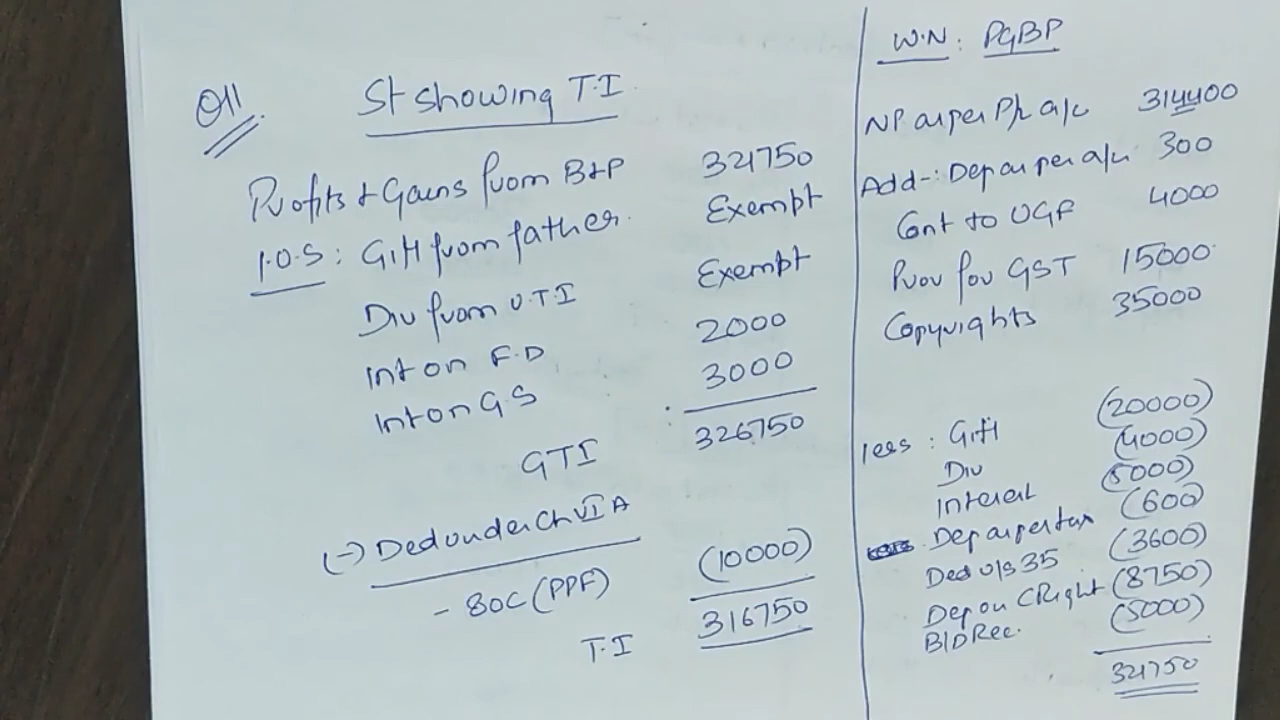 Q11. St showing T.I
Profits & Gains from B&P 321750
I.O.S : Gift from father. Exempt
Div from U.T.I Exempt
Int on F.D 2000
Int on G.S 3000
GTI 326750
(-) Ded under Ch VI A
- 80C (PPF) (10000)
T.I 316750
W.N : PGBP
NP as per P/L a/c 314400
Add-: Dep as per a/c 300
Cont to UGF 4000
Prov for GST 15000
Copyrights 35000
less : Gift (20000)
Div (4000)
Interest (5000)
Dep as per tax (600)
Ded u/s 35 (3600)
Dep on C Right (8750)
B/D Rec. (5000)
321750